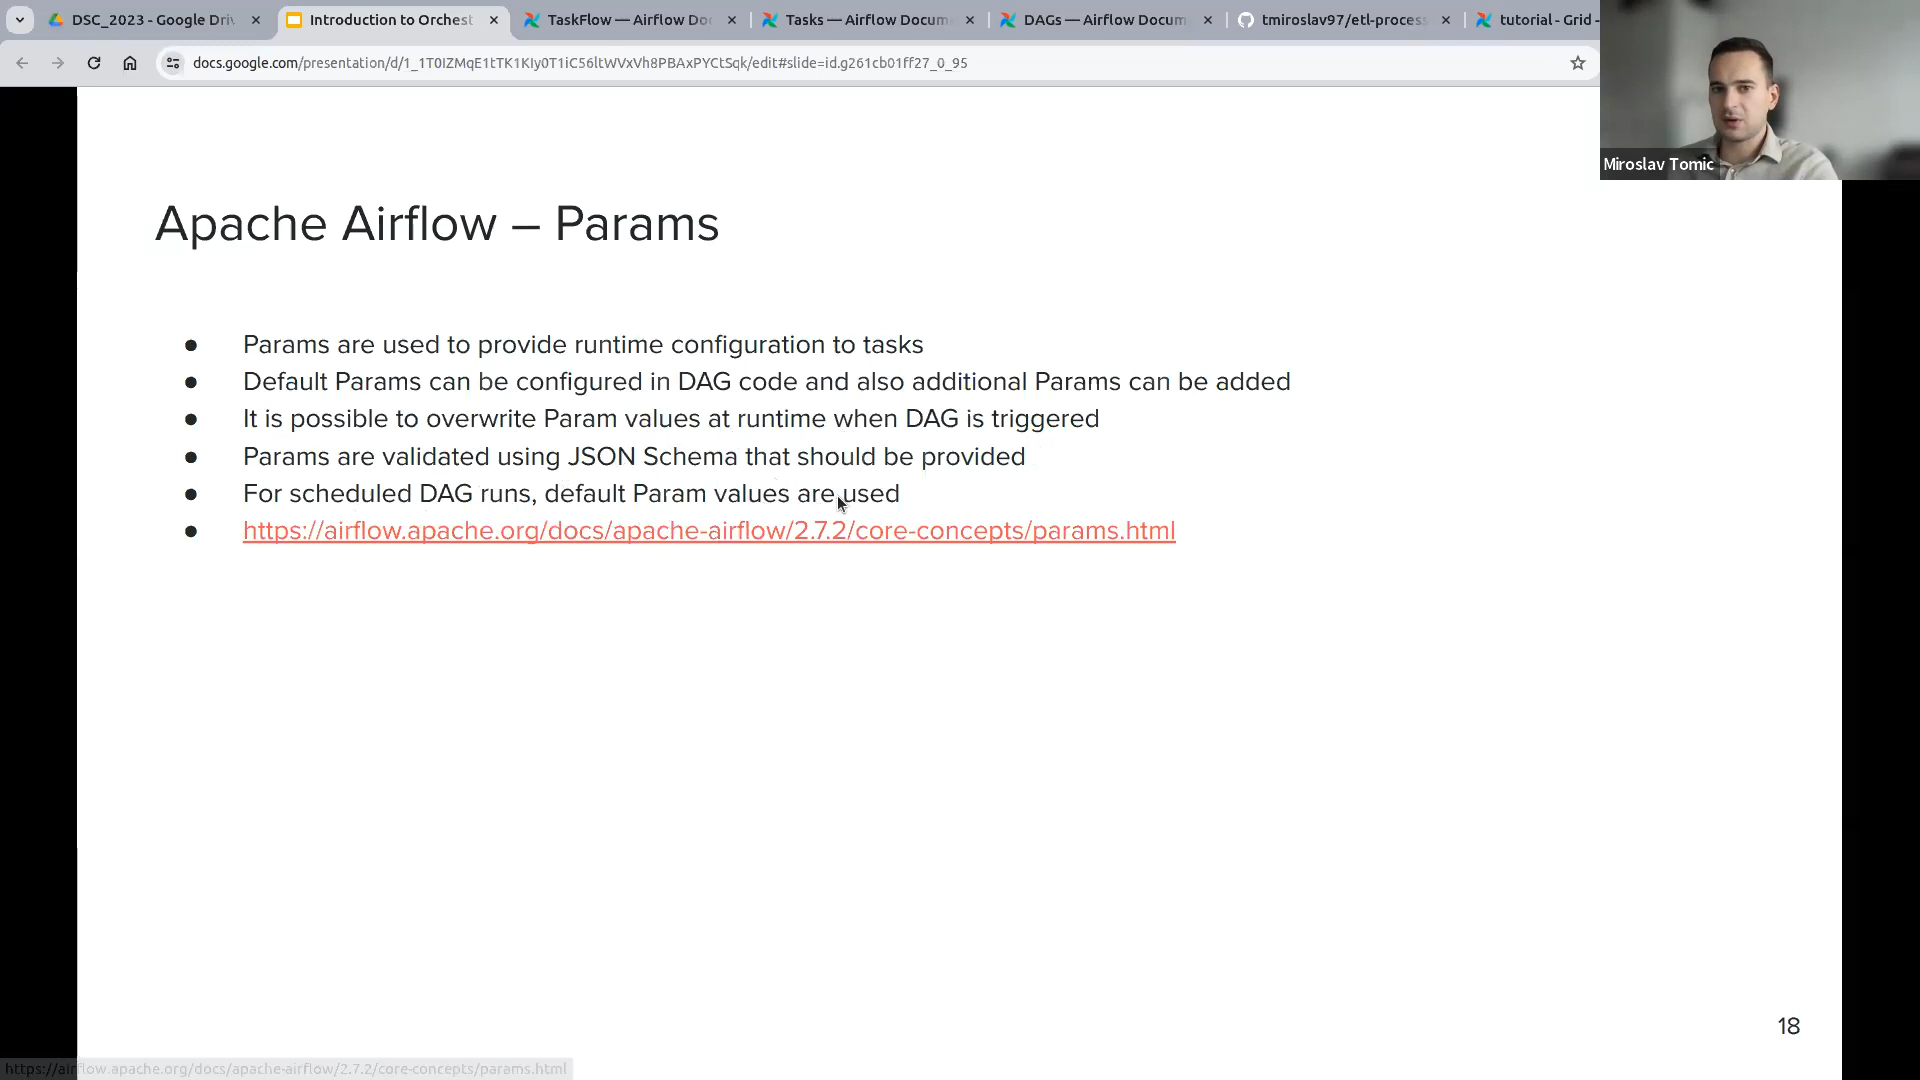 DSC_2023 - Google Dri
Introduction to Orchest
TaskFlow — Airflow Do
Tasks — Airflow Docum
DAGs — Airflow Docum
tmiroslav97/etl-process
tutorial - Grid -
docs.google.com/presentation/d/1_1T0IZMqE1tTK1KIy0T1iC56ltWVxVh8PBAxPYCtSqk/edit#slide=id.g261cb01ff27_0_95
Miroslav Tomic
Apache Airflow – Params
● Params are used to provide runtime configuration to tasks
● Default Params can be configured in DAG code and also additional Params can be added
● It is possible to overwrite Param values at runtime when DAG is triggered
● Params are validated using JSON Schema that should be provided
● For scheduled DAG runs, default Param values are used
● https://airflow.apache.org/docs/apache-airflow/2.7.2/core-concepts/params.html
18
https://airflow.apache.org/docs/apache-airflow/2.7.2/core-concepts/params.html